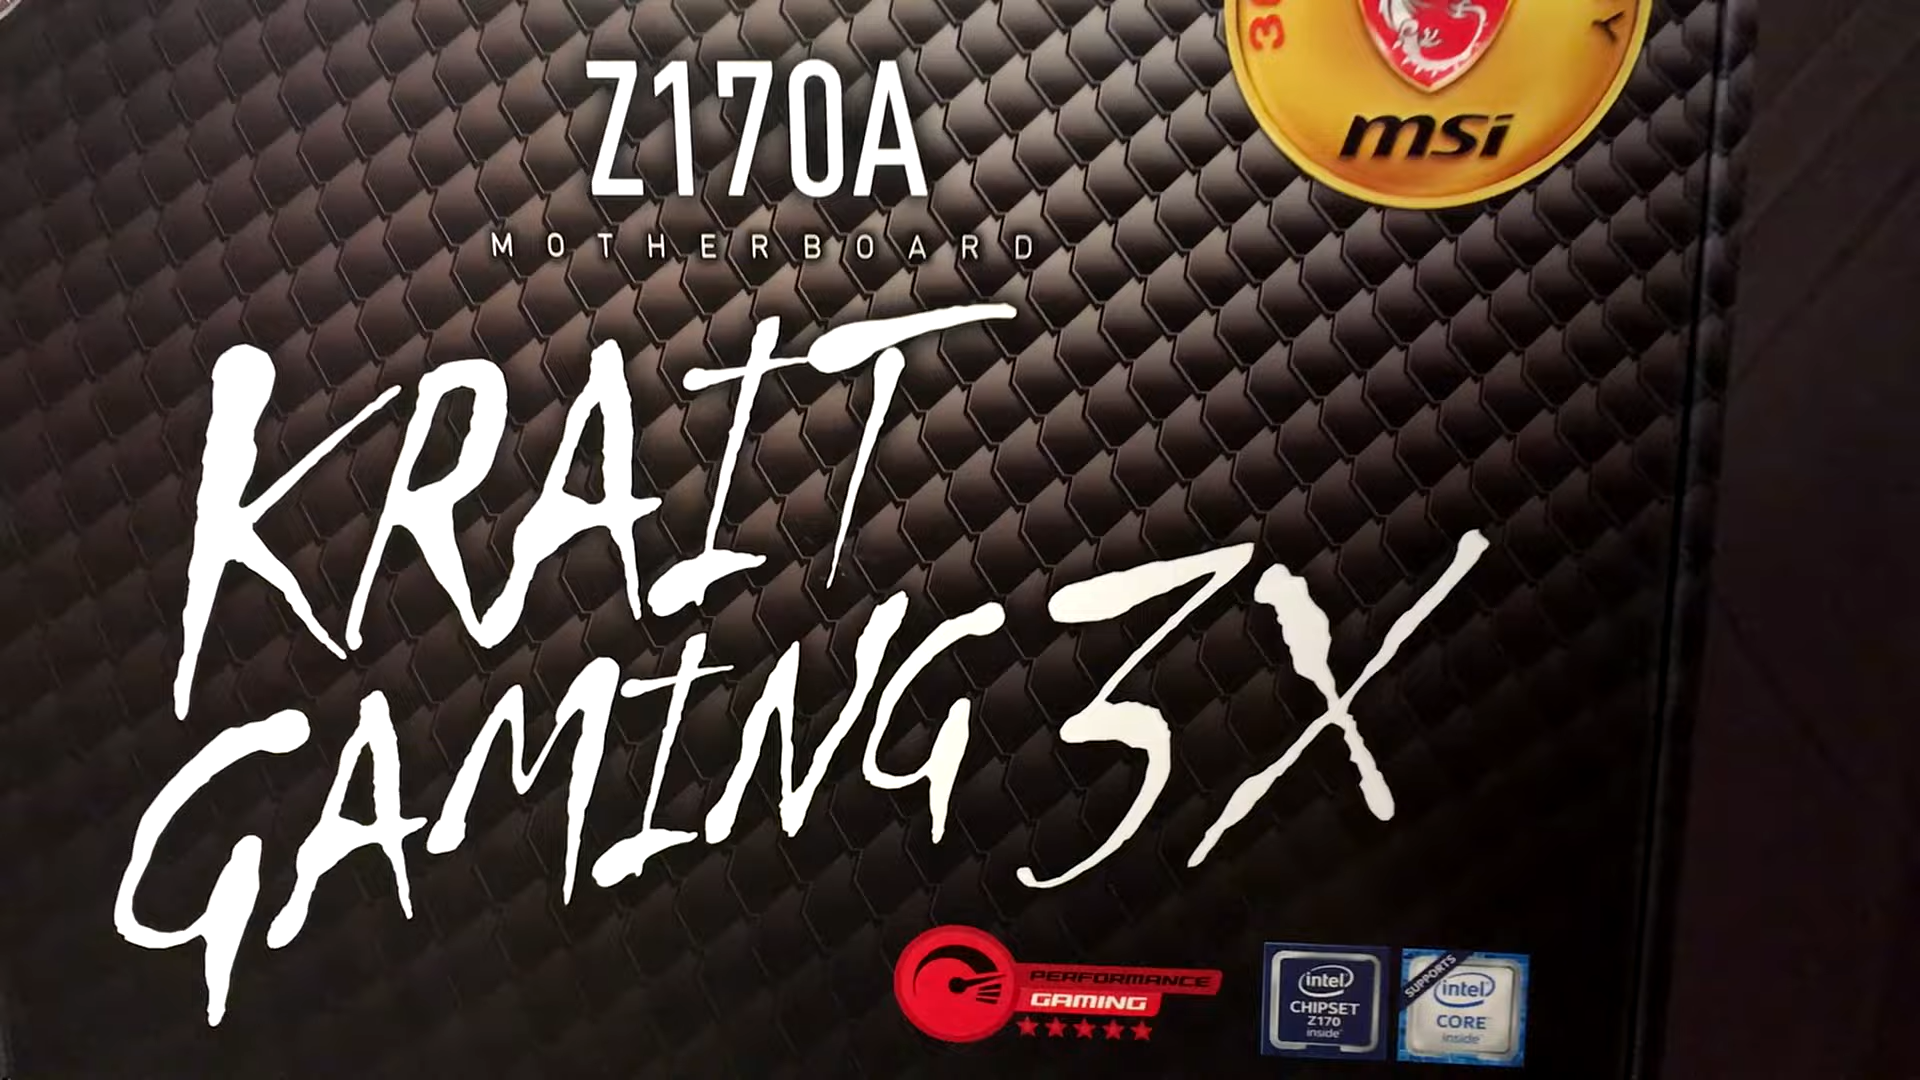 Z170A
msi
MOTHERBOARD
KRAIT
GAMING 3X
PERFORMANCE
GAMING
intel
CHIPSET
Z170
inside
SUPPORTS
intel
CORE
inside